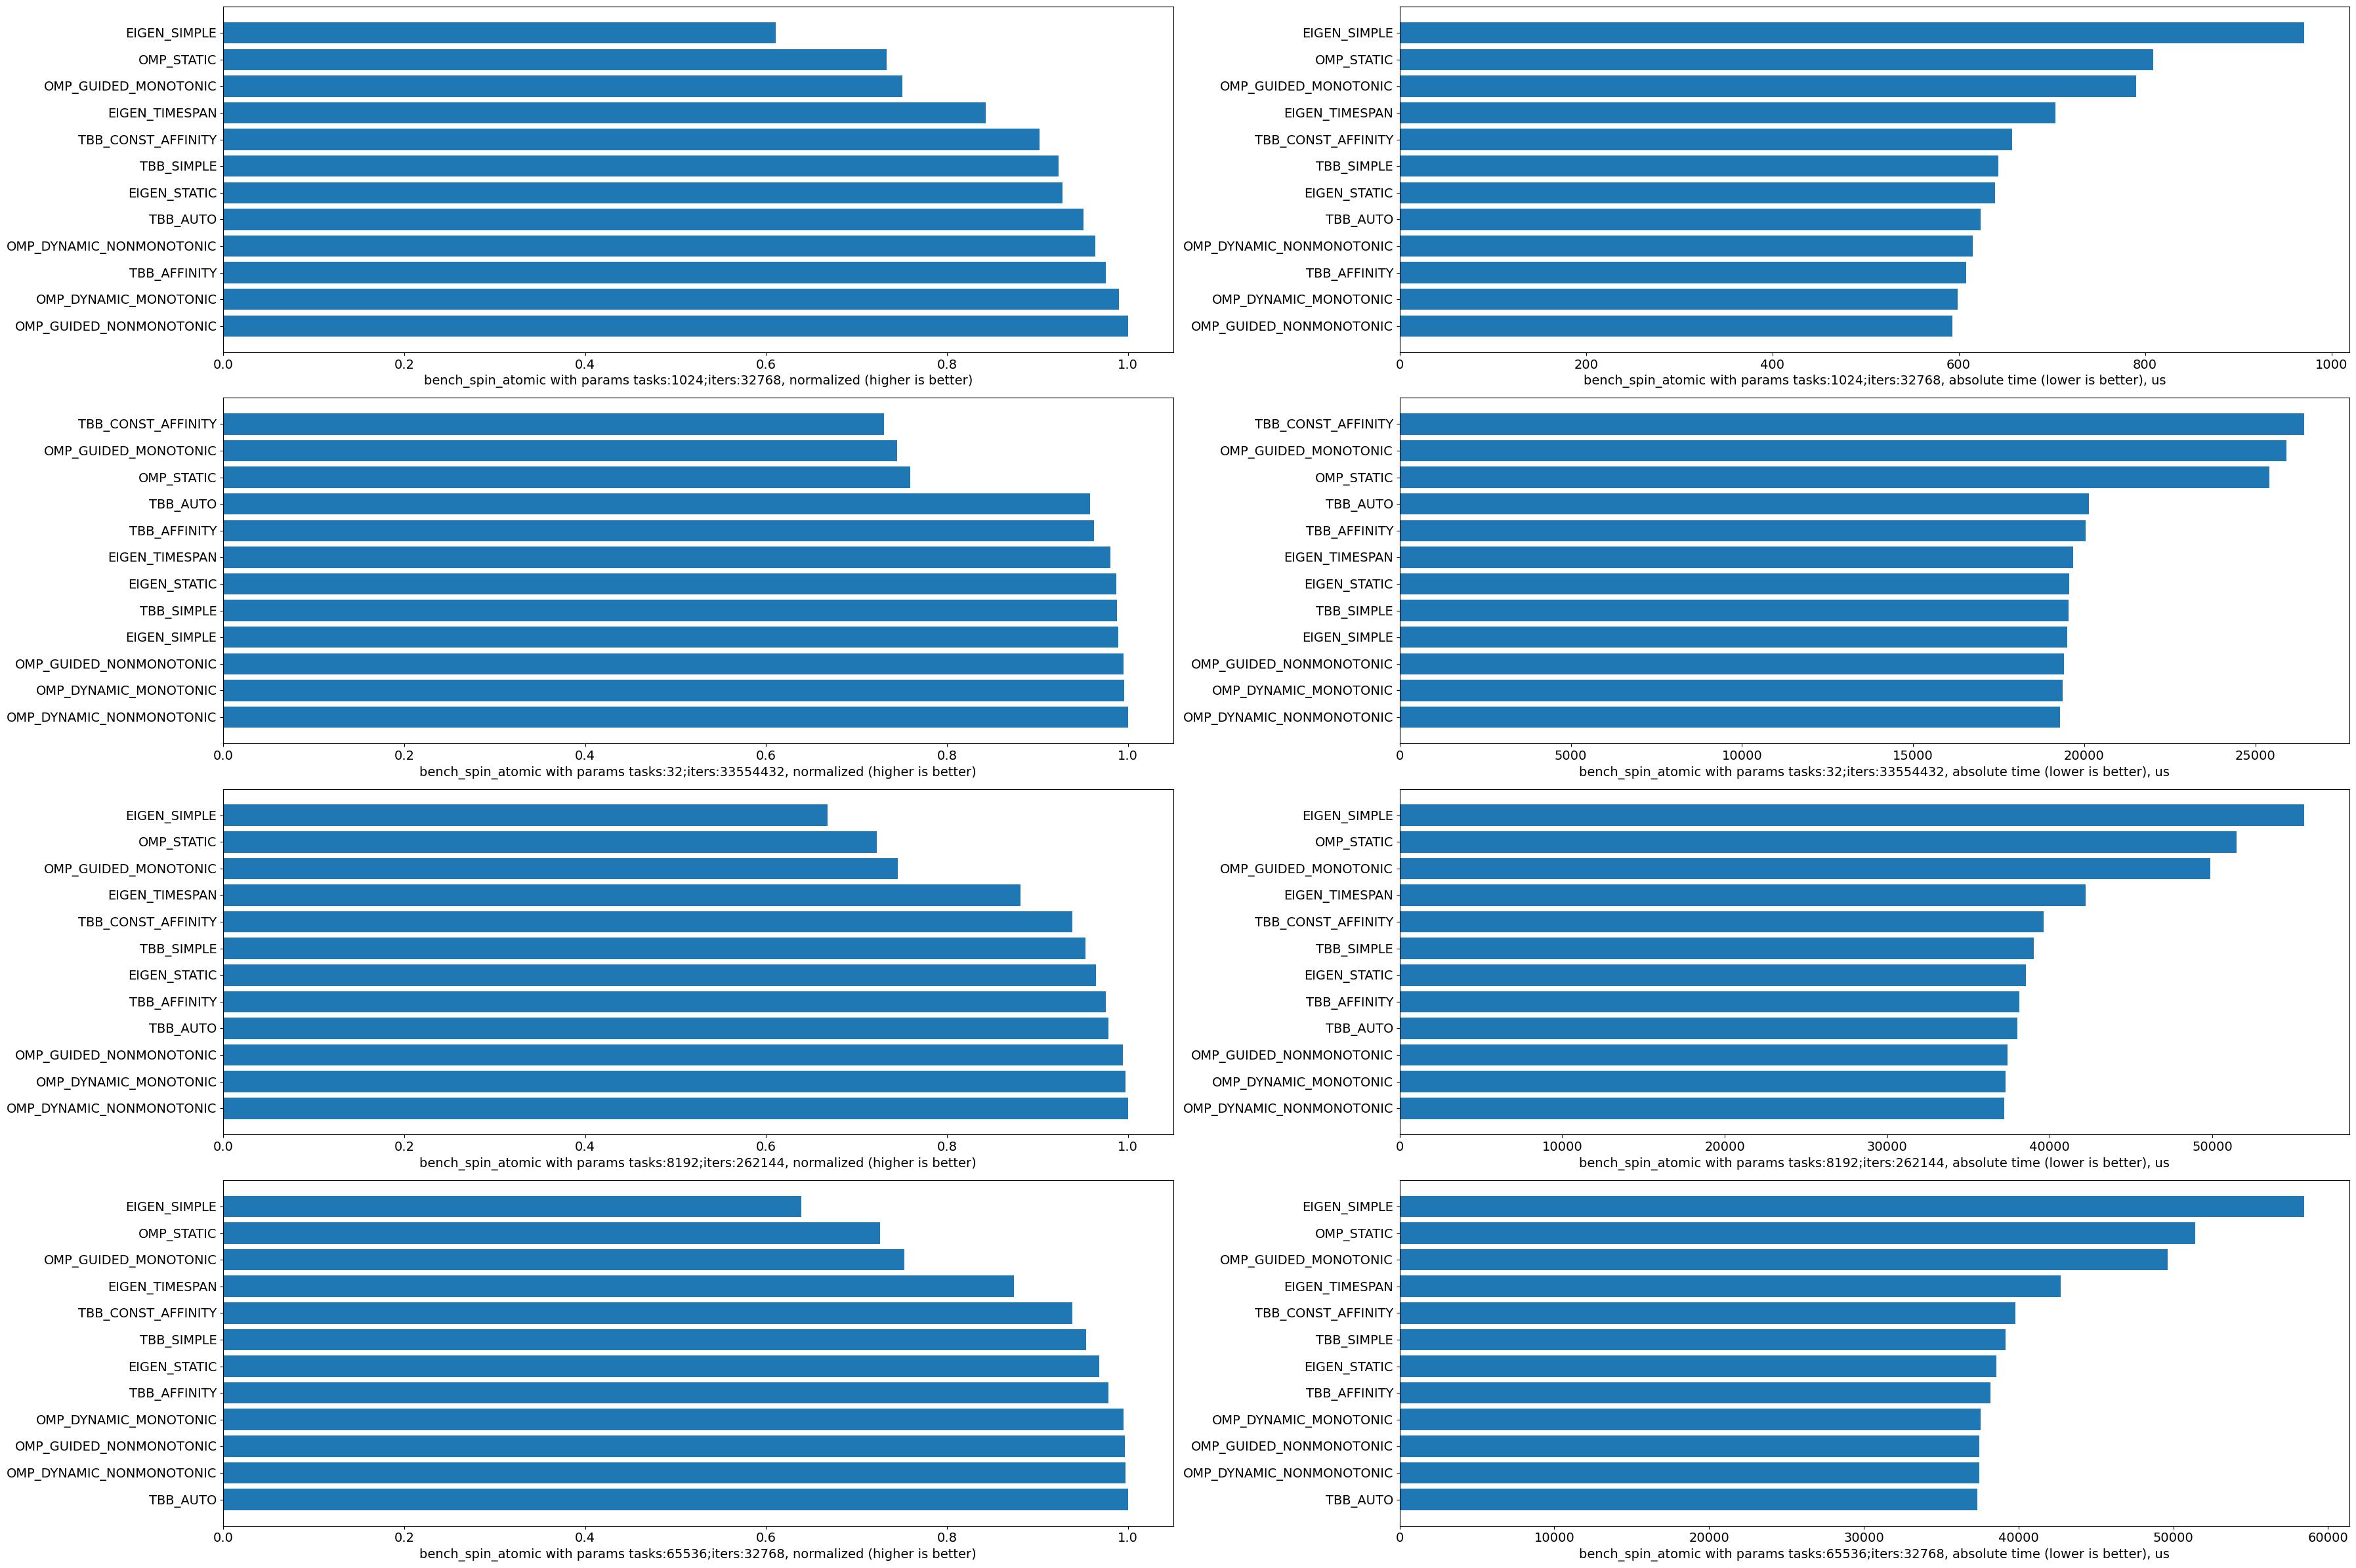 EIGEN_SIMPLE
OMP_STATIC
OMP_GUIDED_MONOTONIC
EIGEN_TIMESPAN
TBB_CONST_AFFINITY
TBB_SIMPLE
EIGEN_STATIC
TBB_AUTO
OMP_DYNAMIC_NONMONOTONIC
TBB_AFFINITY
OMP_DYNAMIC_MONOTONIC
OMP_GUIDED_NONMONOTONIC
0.0 0.2 0.4 0.6 0.8 1.0
bench_spin_atomic with params tasks:1024;iters:32768, normalized (higher is better)
EIGEN_SIMPLE
OMP_STATIC
OMP_GUIDED_MONOTONIC
EIGEN_TIMESPAN
TBB_CONST_AFFINITY
TBB_SIMPLE
EIGEN_STATIC
TBB_AUTO
OMP_DYNAMIC_NONMONOTONIC
TBB_AFFINITY
OMP_DYNAMIC_MONOTONIC
OMP_GUIDED_NONMONOTONIC
0 200 400 600 800 1000
bench_spin_atomic with params tasks:1024;iters:32768, absolute time (lower is better), us
TBB_CONST_AFFINITY
OMP_GUIDED_MONOTONIC
OMP_STATIC
TBB_AUTO
TBB_AFFINITY
EIGEN_TIMESPAN
EIGEN_STATIC
TBB_SIMPLE
EIGEN_SIMPLE
OMP_GUIDED_NONMONOTONIC
OMP_DYNAMIC_MONOTONIC
OMP_DYNAMIC_NONMONOTONIC
0.0 0.2 0.4 0.6 0.8 1.0
bench_spin_atomic with params tasks:32;iters:33554432, normalized (higher is better)
TBB_CONST_AFFINITY
OMP_GUIDED_MONOTONIC
OMP_STATIC
TBB_AUTO
TBB_AFFINITY
EIGEN_TIMESPAN
EIGEN_STATIC
TBB_SIMPLE
EIGEN_SIMPLE
OMP_GUIDED_NONMONOTONIC
OMP_DYNAMIC_MONOTONIC
OMP_DYNAMIC_NONMONOTONIC
0 5000 10000 15000 20000 25000
bench_spin_atomic with params tasks:32;iters:33554432, absolute time (lower is better), us
EIGEN_SIMPLE
OMP_STATIC
OMP_GUIDED_MONOTONIC
EIGEN_TIMESPAN
TBB_CONST_AFFINITY
TBB_SIMPLE
EIGEN_STATIC
TBB_AFFINITY
TBB_AUTO
OMP_GUIDED_NONMONOTONIC
OMP_DYNAMIC_MONOTONIC
OMP_DYNAMIC_NONMONOTONIC
0.0 0.2 0.4 0.6 0.8 1.0
bench_spin_atomic with params tasks:8192;iters:262144, normalized (higher is better)
EIGEN_SIMPLE
OMP_STATIC
OMP_GUIDED_MONOTONIC
EIGEN_TIMESPAN
TBB_CONST_AFFINITY
TBB_SIMPLE
EIGEN_STATIC
TBB_AFFINITY
TBB_AUTO
OMP_GUIDED_NONMONOTONIC
OMP_DYNAMIC_MONOTONIC
OMP_DYNAMIC_NONMONOTONIC
0 10000 20000 30000 40000 50000
bench_spin_atomic with params tasks:8192;iters:262144, absolute time (lower is better), us
EIGEN_SIMPLE
OMP_STATIC
OMP_GUIDED_MONOTONIC
EIGEN_TIMESPAN
TBB_CONST_AFFINITY
TBB_SIMPLE
EIGEN_STATIC
TBB_AFFINITY
OMP_DYNAMIC_MONOTONIC
OMP_GUIDED_NONMONOTONIC
OMP_DYNAMIC_NONMONOTONIC
TBB_AUTO
0.0 0.2 0.4 0.6 0.8 1.0
bench_spin_atomic with params tasks:65536;iters:32768, normalized (higher is better)
EIGEN_SIMPLE
OMP_STATIC
OMP_GUIDED_MONOTONIC
EIGEN_TIMESPAN
TBB_CONST_AFFINITY
TBB_SIMPLE
EIGEN_STATIC
TBB_AFFINITY
OMP_DYNAMIC_MONOTONIC
OMP_GUIDED_NONMONOTONIC
OMP_DYNAMIC_NONMONOTONIC
TBB_AUTO
0 10000 20000 30000 40000 50000 60000
bench_spin_atomic with params tasks:65536;iters:32768, absolute time (lower is better), us